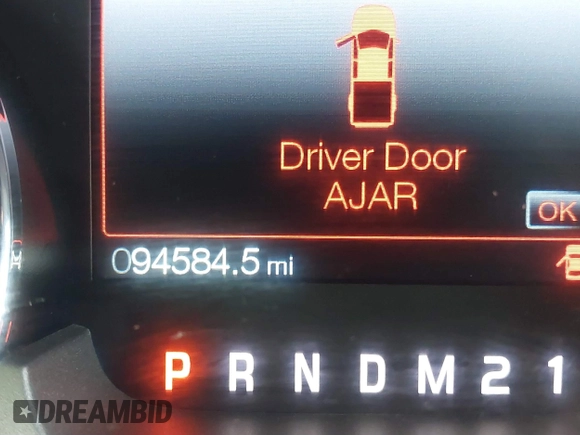 Driver Door
AJAR
OK
094584.5 mi
P R N D M 2 1
DREAMBID